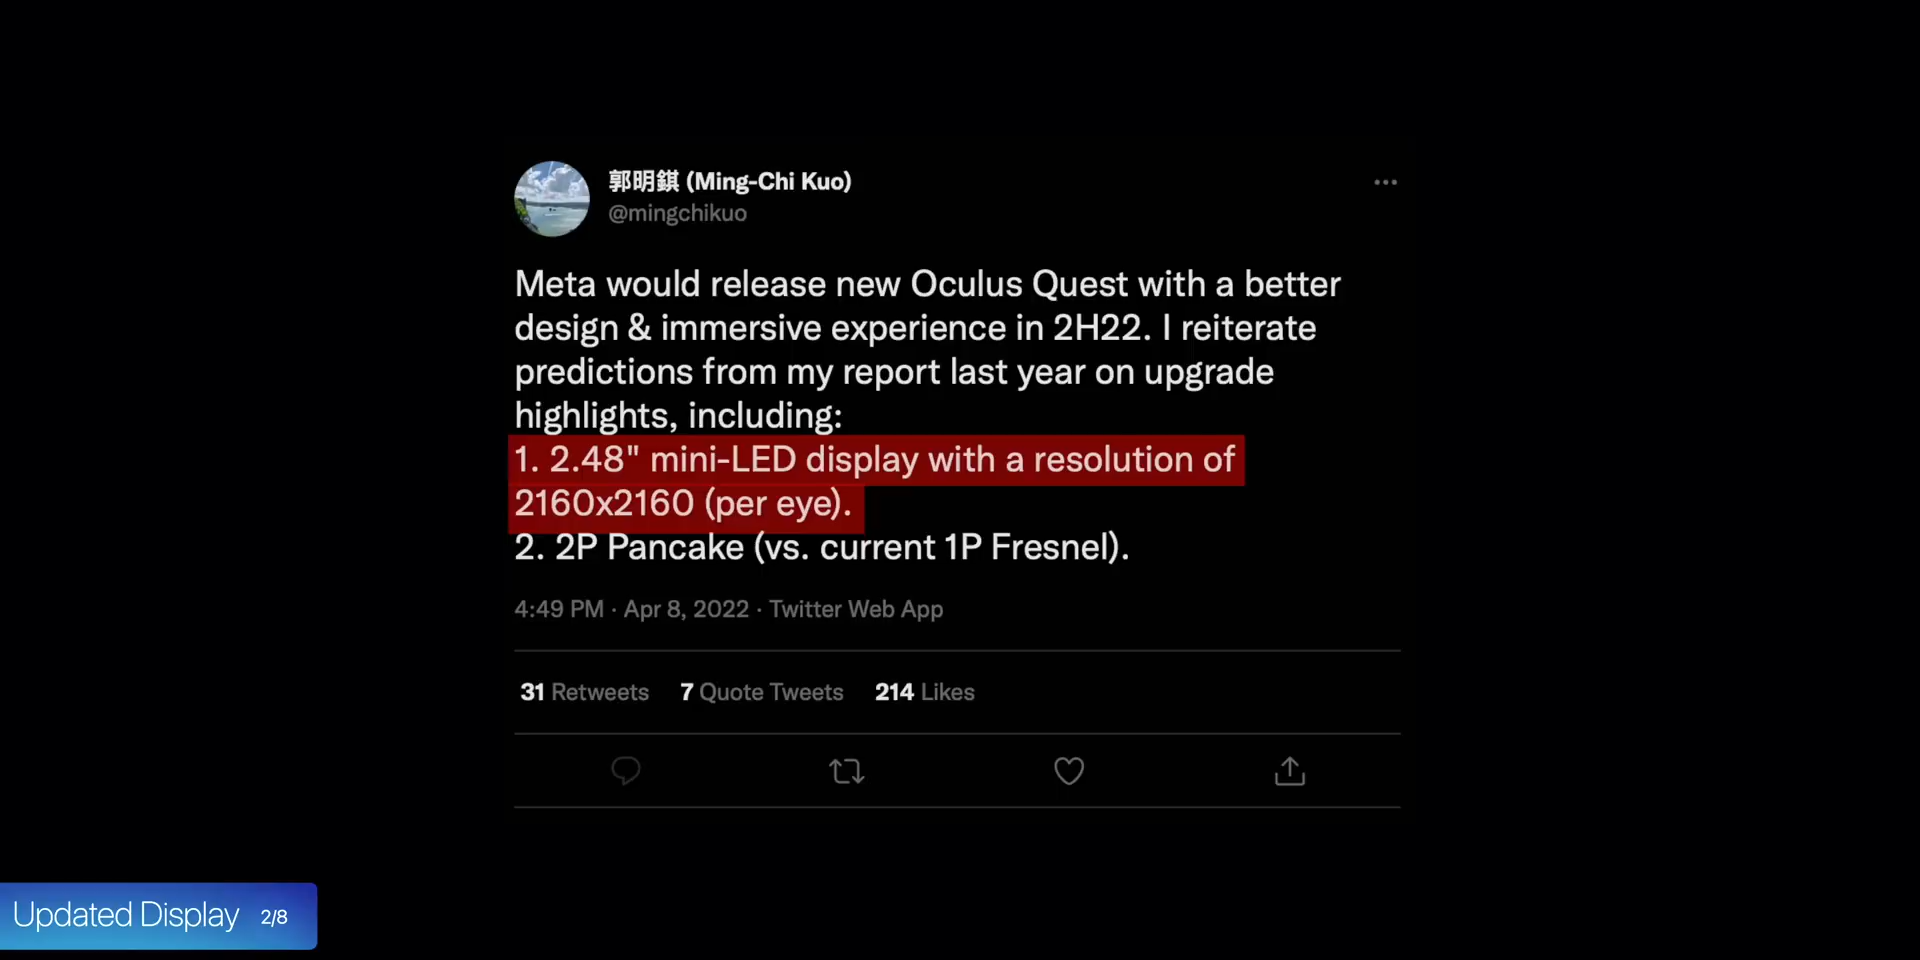 郭明錤 (Ming-Chi Kuo)
@mingchikuo
Meta would release new Oculus Quest with a better
design & immersive experience in 2H22. I reiterate
predictions from my report last year on upgrade
highlights, including:
1. 2.48" mini-LED display with a resolution of
2160x2160 (per eye).
2. 2P Pancake (vs. current 1P Fresnel).
4:49 PM · Apr 8, 2022 · Twitter Web App
31 Retweets 7 Quote Tweets 214 Likes
Updated Display 2/8